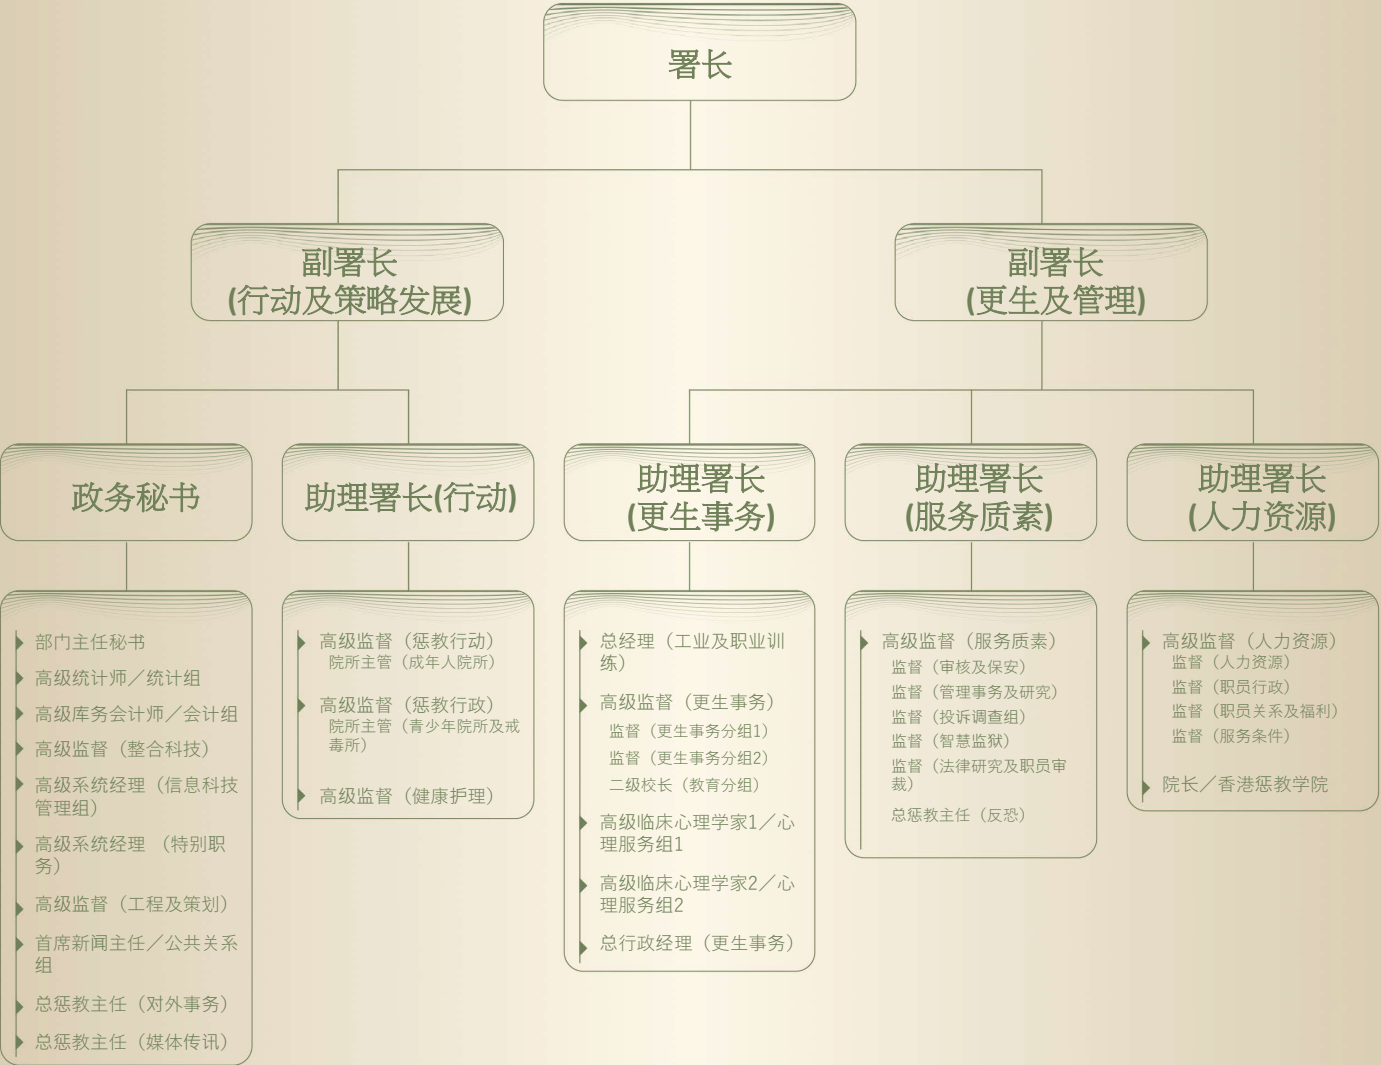 署长
副署长
(行动及策略发展)
副署长
(更生及管理)
政务秘书
助理署长(行动)
助理署长
(更生事务)
助理署长
(服务质素)
助理署长
(人力资源)
部门主任秘书
高级统计师／统计组
高级库务会计师／会计组
高级监督（整合科技）
高级系统经理（信息科技
管理组）
高级系统经理 （特别职
务）
高级监督（工程及策划）
首席新闻主任／公共关系
组
总惩教主任（对外事务）
总惩教主任（媒体传讯）
高级监督（惩教行动）
院所主管（成年人院所）
高级监督（惩教行政）
院所主管（青少年院所及戒
毒所）
高级监督（健康护理）
总经理（工业及职业训
练）
高级监督（更生事务）
监督（更生事务分组1）
监督（更生事务分组2）
二级校长（教育分组）
高级临床心理学家1／心
理服务组1
高级临床心理学家2／心
理服务组2
总行政经理（更生事务）
高级监督（服务质素）
监督（审核及保安）
监督（管理事务及研究）
监督（投诉调查组）
监督（智慧监狱）
监督（法律研究及职员审
裁）
总惩教主任（反恐）
高级监督（人力资源）
监督（人力资源）
监督（职员行政）
监督（职员关系及福利）
监督（服务条件）
院长／香港惩教学院